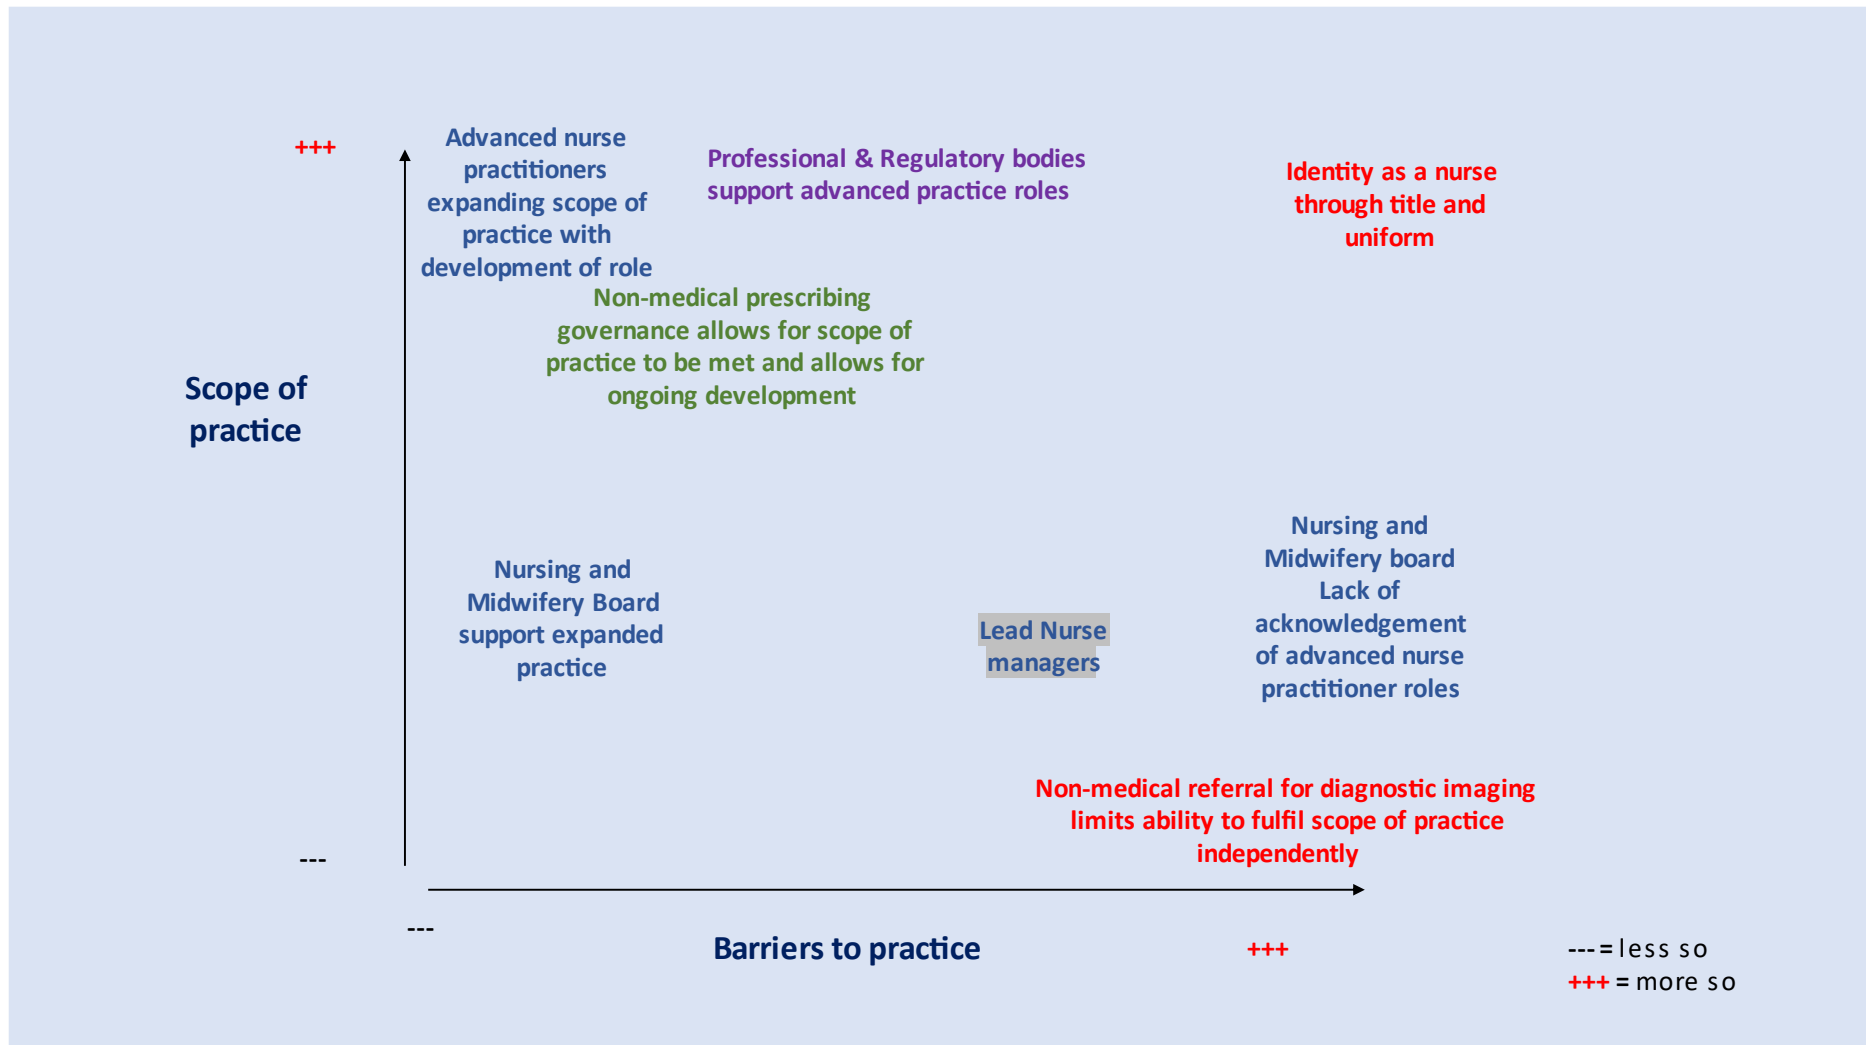 +++
Advanced nurse
practitioners
expanding scope of
practice with
development of role
Professional & Regulatory bodies
support advanced practice roles
Identity as a nurse
through title and
uniform
Non-medical prescribing
governance allows for scope of
practice to be met and allows for
ongoing development
Scope of
practice
Nursing and
Midwifery Board
support expanded
practice
Lead Nurse
managers
Nursing and
Midwifery board
Lack of
acknowledgement
of advanced nurse
practitioner roles
Non-medical referral for diagnostic imaging
limits ability to fulfil scope of practice
independently
---
---
Barriers to practice
+++
--- = less so
+++ = more so